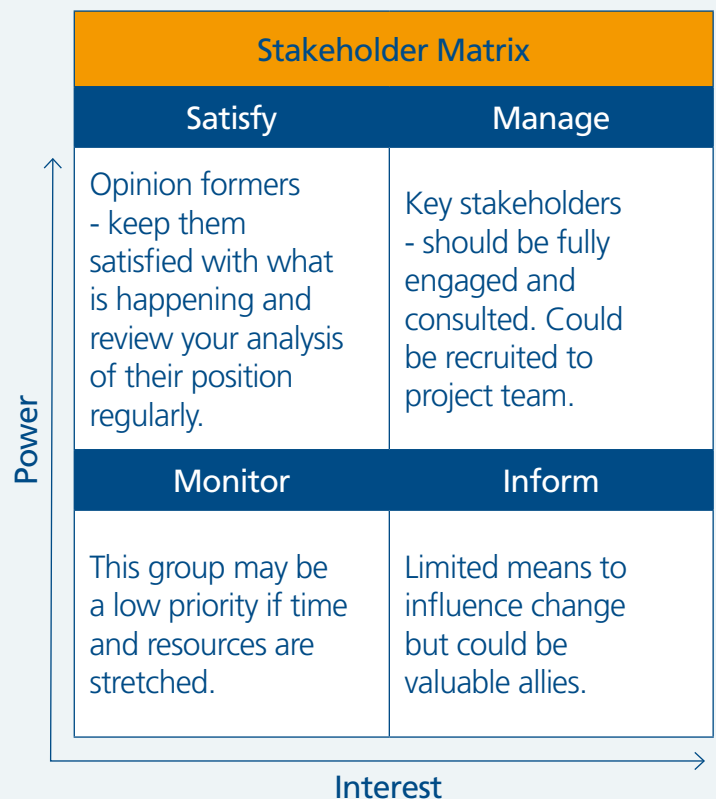 Stakeholder Matrix
Satisfy
Manage
Opinion formers
- keep them
satisfied with what
is happening and
review your analysis
of their position
regularly.
Key stakeholders
- should be fully
engaged and
consulted. Could
be recruited to
project team.
Monitor
Inform
This group may be
a low priority if time
and resources are
stretched.
Limited means to
influence change
but could be
valuable allies.
Power
Interest